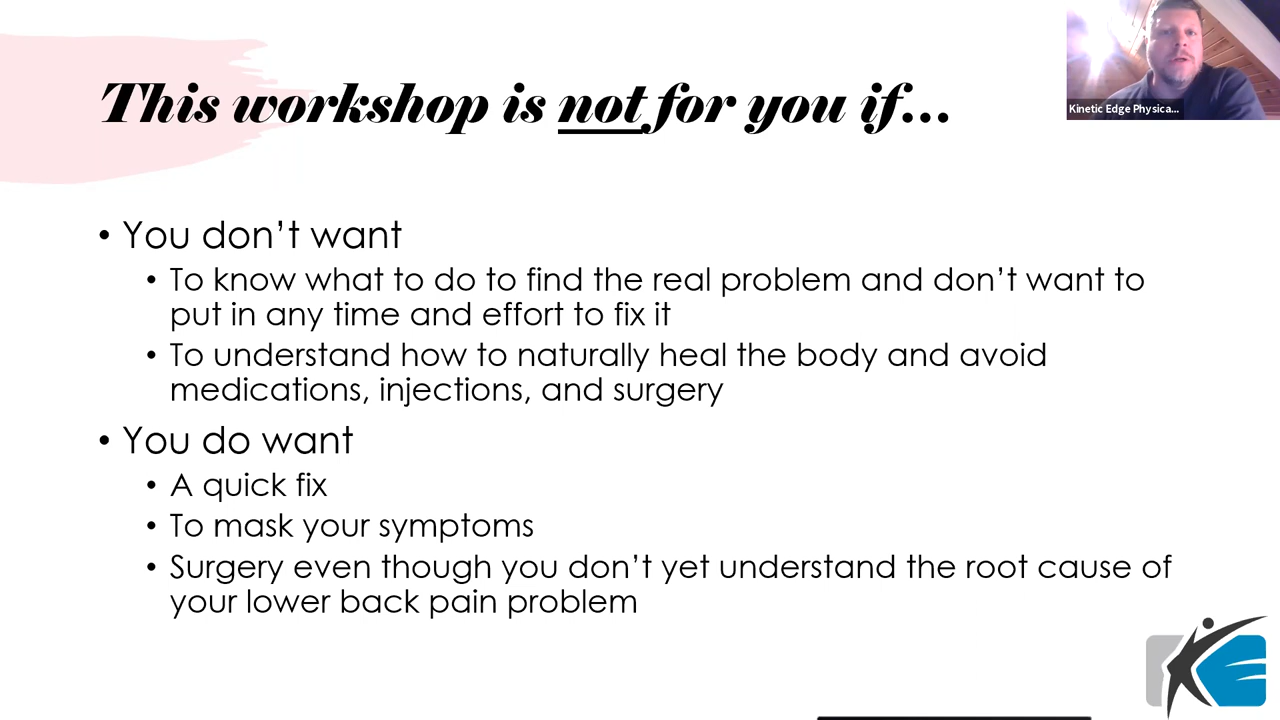 This workshop is not for you if...
Kinetic Edge Physica...
• You don't want
• To know what to do to find the real problem and don't want to
put in any time and effort to fix it
• To understand how to naturally heal the body and avoid
medications, injections, and surgery
• You do want
• A quick fix
• To mask your symptoms
• Surgery even though you don't yet understand the root cause of
your lower back pain problem